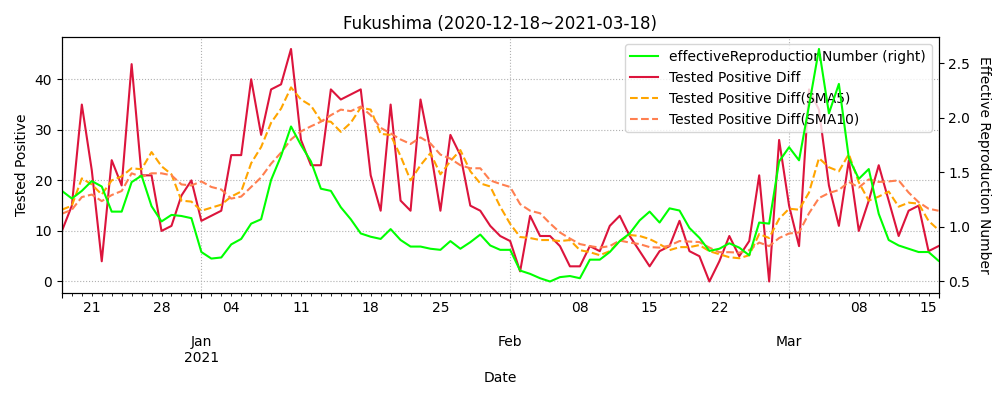 Fukushima (2020-12-18~2021-03-18)
effectiveReproductionNumber (right)
Tested Positive Diff
Tested Positive Diff(SMA5)
Tested Positive Diff(SMA10)
Tested Positive
40
30
20
10
0
Effective Reproduction Number
2.5
2.0
1.5
1.0
0.5
21 28 04 11 18 25 08 15 22 08 15
Jan Feb Mar
2021
Date